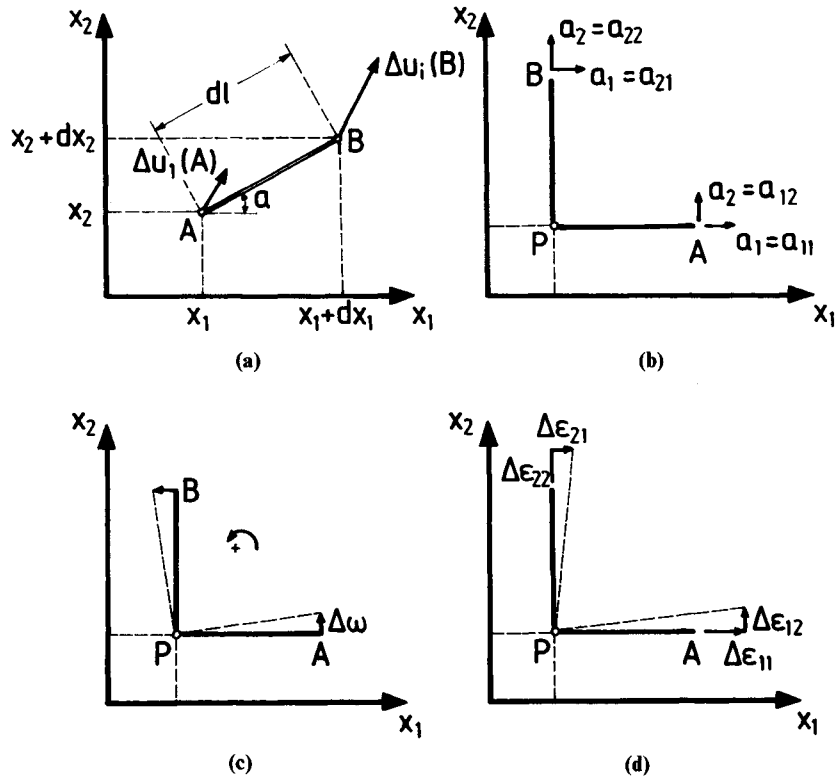 x₂
Δuᵢ(B)
dl
x₂+dx₂
B
Δu₁(A)
x₂
a
A
x₁
x₁+dx₁
x₁
(a)
x₂
a₂=a₂₂
B
a₁=a₂₁
a₂=a₁₂
P
A
a₁=a₁₁
x₁
(b)
x₂
B
+
Δω
P
A
x₁
(c)
x₂
Δε₂₁
Δε₂₂
Δε₁₂
P
A
Δε₁₁
x₁
(d)